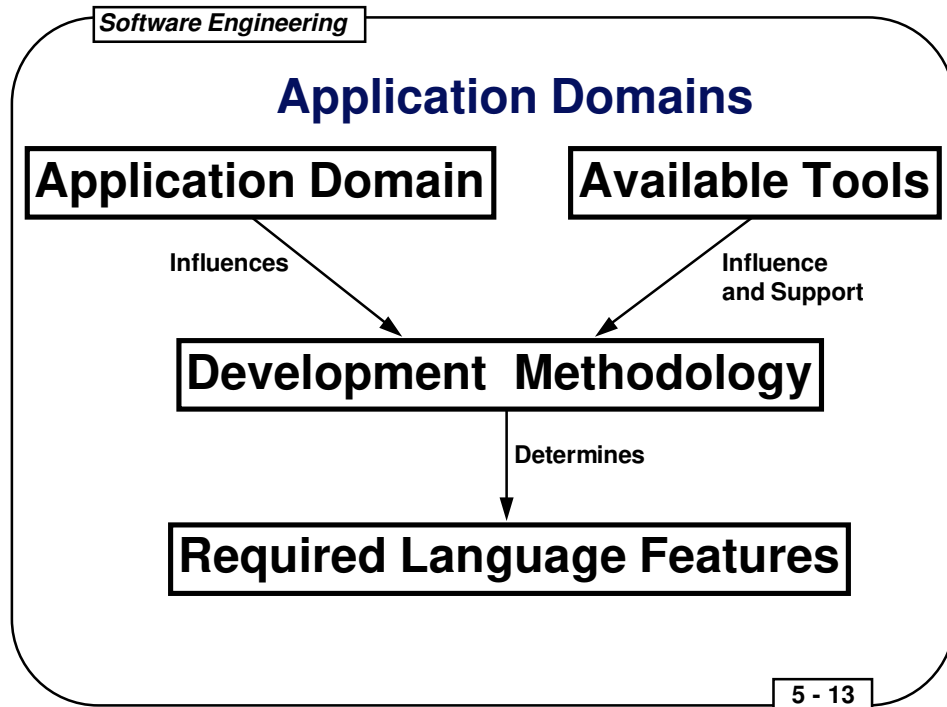 Software Engineering
Application Domains
Application Domain
Available Tools
Influences
Influence
and Support
Development Methodology
Determines
Required Language Features
5 - 13